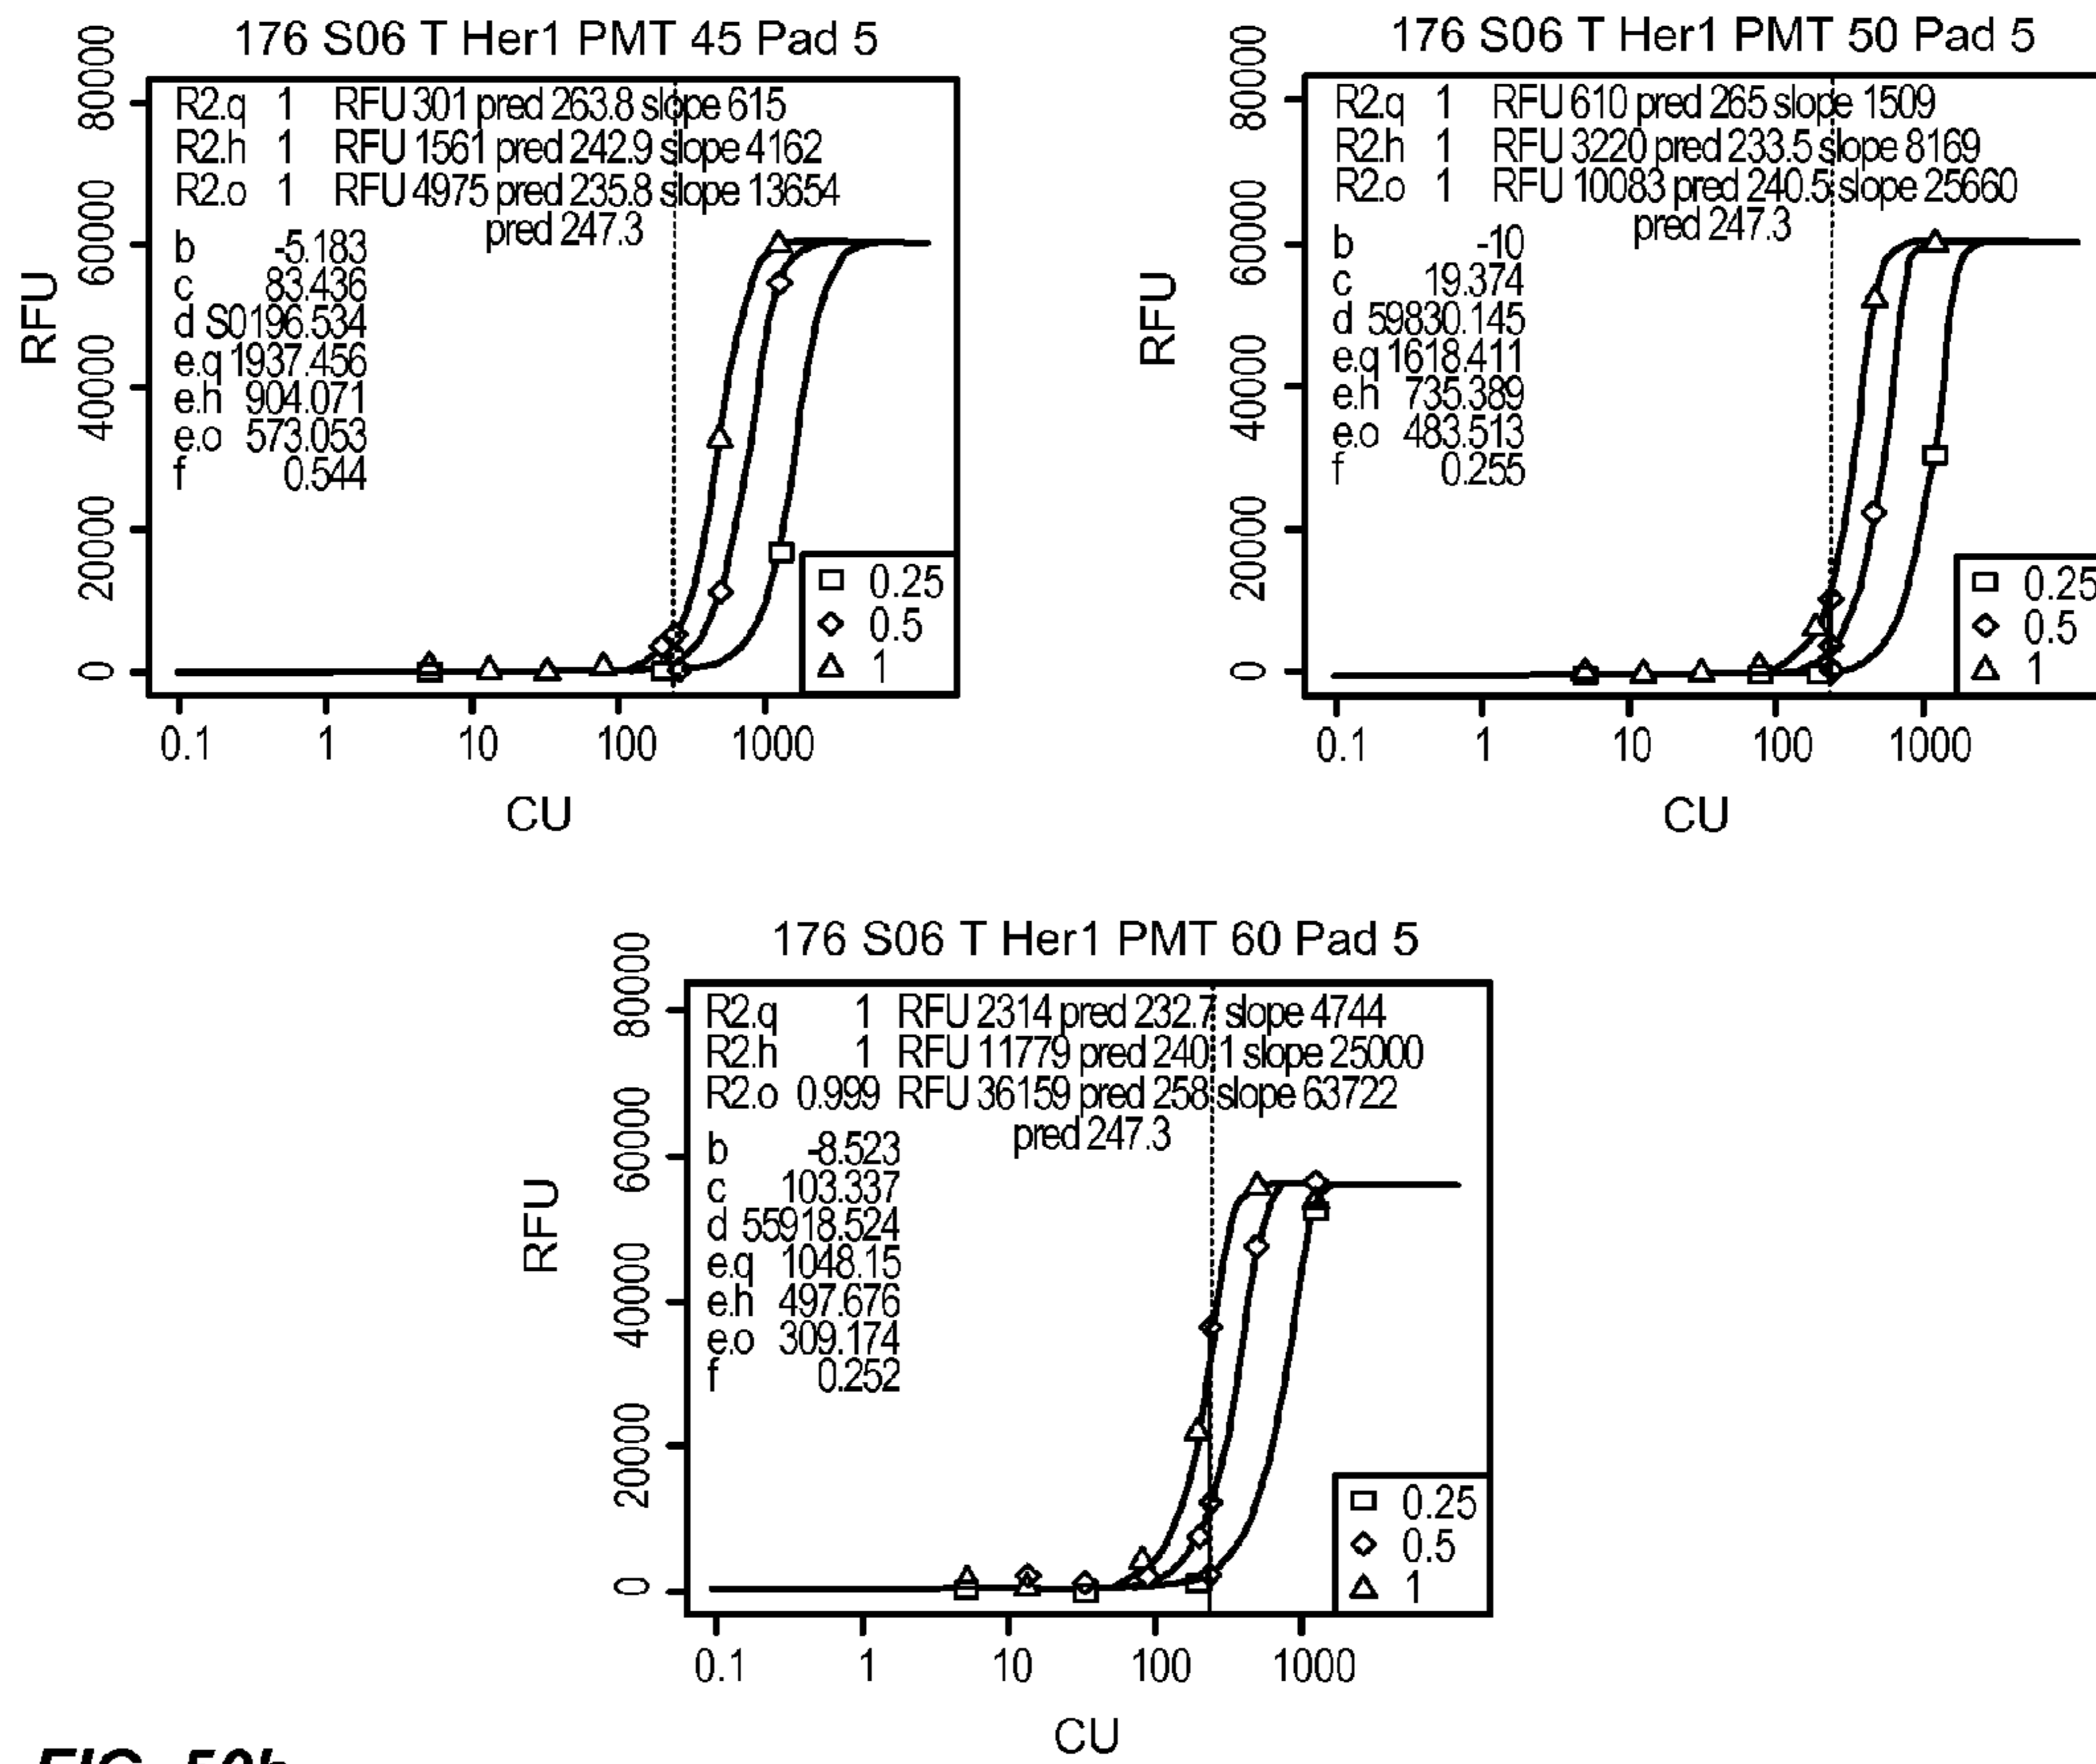 176 S06 T Her1 PMT 45 Pad 5
RFU
80000
60000
40000
20000
0
R2.q 1 RFU 301 pred 263.8 slope 615
R2.h 1 RFU 1561 pred 242.9 slope 4162
R2.o 1 RFU 4975 pred 235.8 slope 13654
pred 247.3
b -5.183
c 83.436
d S0196.534
e.q 1937.456
e.h 904.071
e.o 573.053
f 0.544
0.25
0.5
1
0.1 1 10 100 1000
CU
176 S06 T Her1 PMT 50 Pad 5
RFU
80000
60000
40000
20000
0
R2.q 1 RFU 610 pred 265 slope 1509
R2.h 1 RFU 3220 pred 233.5 slope 8169
R2.o 1 RFU 10083 pred 240.5 slope 25660
pred 247.3
b -10
c 19.374
d 59830.145
e.q 1618.411
e.h 735.389
e.o 483.513
f 0.255
0.25
0.5
1
0.1 1 10 100 1000
CU
176 S06 T Her1 PMT 60 Pad 5
RFU
80000
60000
40000
20000
0
R2.q 1 RFU 2314 pred 232.7 slope 4744
R2.h 1 RFU 11779 pred 240 1 slope 25000
R2.o 0.999 RFU 36159 pred 258 slope 63722
pred 247.3
b -8.523
c 103.337
d 55918.524
e.q 1048.15
e.h 497.676
e.o 309.174
f 0.252
0.25
0.5
1
0.1 1 10 100 1000
CU